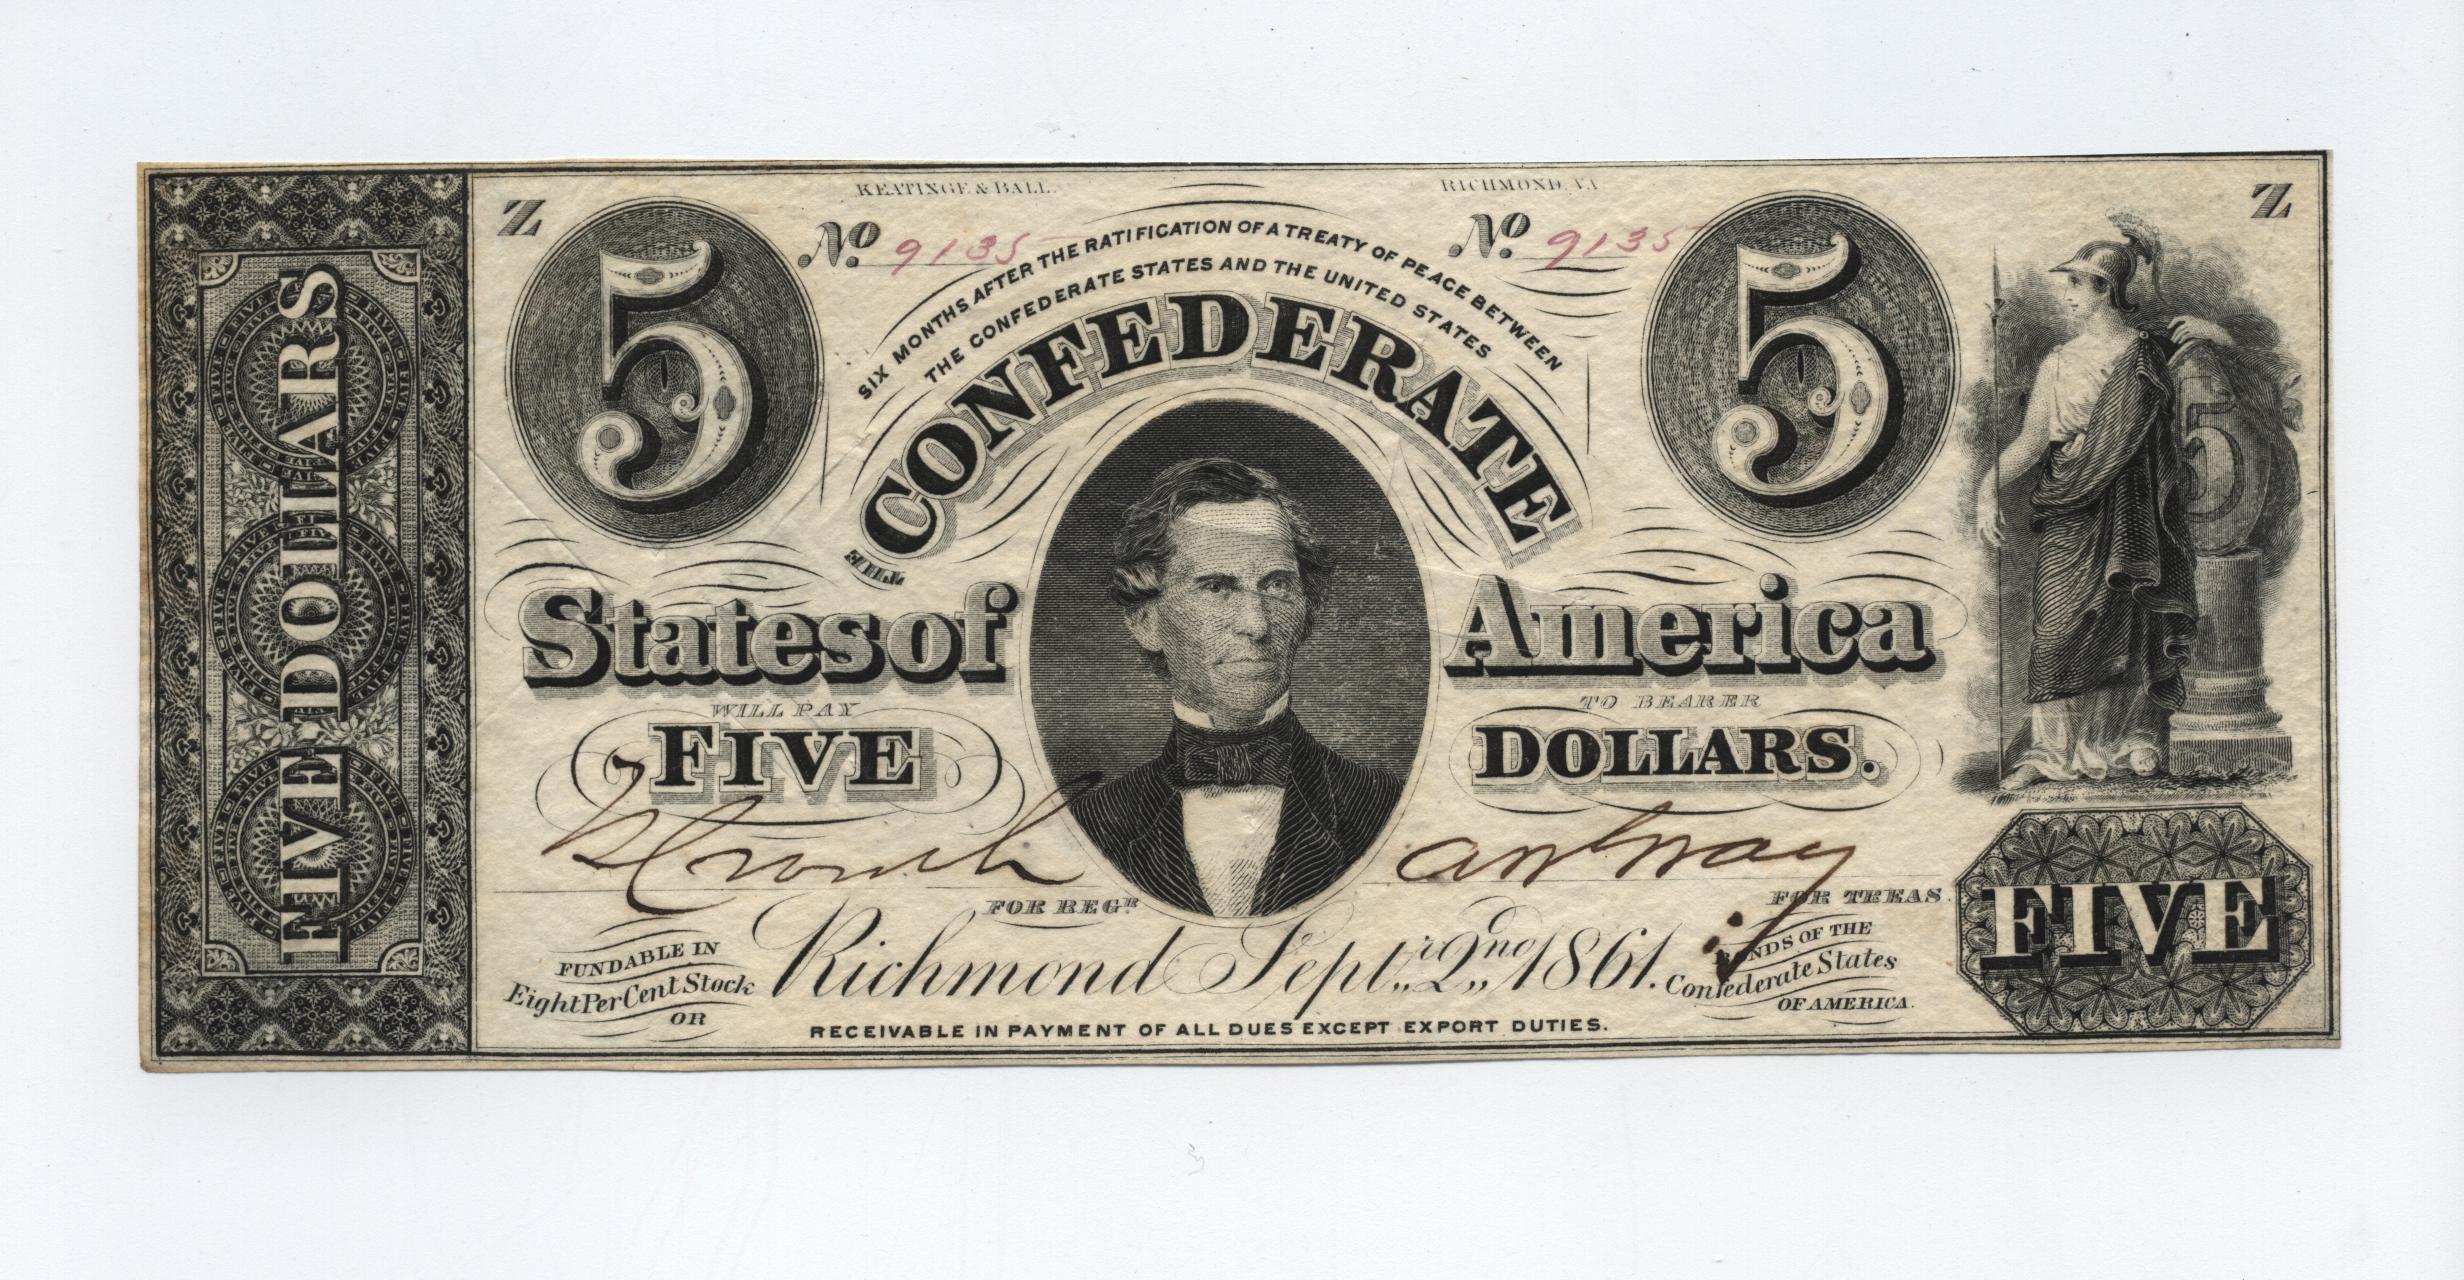 KEATINGE & BALL. RICHMOND, VA
Z Z
No. 9135 No. 9135
5 5
SIX MONTHS AFTER THE RATIFICATION OF A TREATY OF PEACE BETWEEN
THE CONFEDERATE STATES AND THE UNITED STATES
THE CONFEDERATE
States of America
WILL PAY TO BEARER
FIVE DOLLARS.
FOR REGR. FOR TREAS.
Richmond Sept. 2nd 1861.
FUNDABLE IN
Eight Per Cent Stock
OR
BONDS OF THE
Confederate States
OF AMERICA.
RECEIVABLE IN PAYMENT OF ALL DUES EXCEPT EXPORT DUTIES.
FIVE DOLLARS
5
FIVE